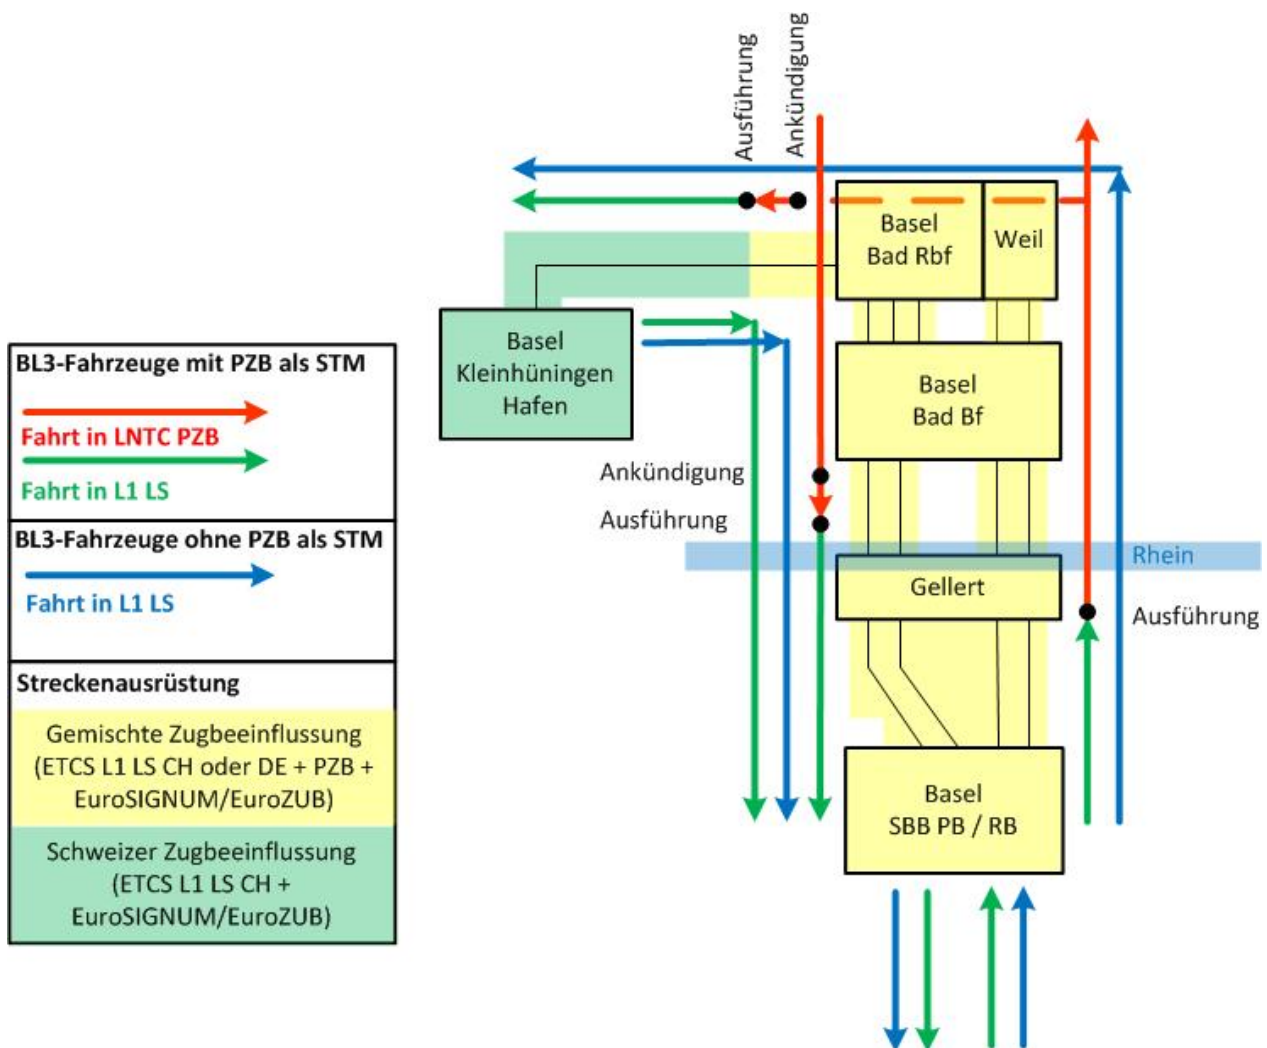 Ausführung
Ankündigung
Basel
Bad Rbf
Weil
Basel
Kleinhüningen
Hafen
Basel
Bad Bf
Ankündigung
Ausführung
Rhein
Gellert
Ausführung
Basel
SBB PB / RB
BL3-Fahrzeuge mit PZB als STM
Fahrt in LNTC PZB
Fahrt in L1 LS
BL3-Fahrzeuge ohne PZB als STM
Fahrt in L1 LS
Streckenausrüstung
Gemischte Zugbeeinflussung
(ETCS L1 LS CH oder DE + PZB +
EuroSIGNUM/EuroZUB)
Schweizer Zugbeeinflussung
(ETCS L1 LS CH +
EuroSIGNUM/EuroZUB)